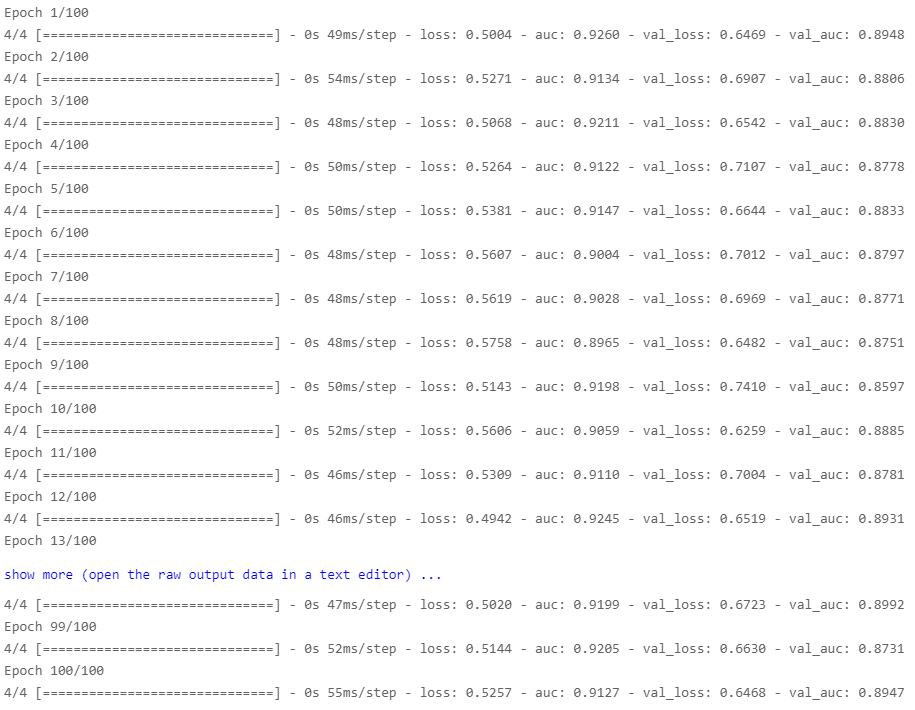 Epoch 1/100
4/4 [==============================] - 0s 49ms/step - loss: 0.5004 - auc: 0.9260 - val_loss: 0.6469 - val_auc: 0.8948
Epoch 2/100
4/4 [==============================] - 0s 54ms/step - loss: 0.5271 - auc: 0.9134 - val_loss: 0.6907 - val_auc: 0.8806
Epoch 3/100
4/4 [==============================] - 0s 48ms/step - loss: 0.5068 - auc: 0.9211 - val_loss: 0.6542 - val_auc: 0.8830
Epoch 4/100
4/4 [==============================] - 0s 50ms/step - loss: 0.5264 - auc: 0.9122 - val_loss: 0.7107 - val_auc: 0.8778
Epoch 5/100
4/4 [==============================] - 0s 50ms/step - loss: 0.5381 - auc: 0.9147 - val_loss: 0.6644 - val_auc: 0.8833
Epoch 6/100
4/4 [==============================] - 0s 48ms/step - loss: 0.5607 - auc: 0.9004 - val_loss: 0.7012 - val_auc: 0.8797
Epoch 7/100
4/4 [==============================] - 0s 48ms/step - loss: 0.5619 - auc: 0.9028 - val_loss: 0.6969 - val_auc: 0.8771
Epoch 8/100
4/4 [==============================] - 0s 48ms/step - loss: 0.5758 - auc: 0.8965 - val_loss: 0.6482 - val_auc: 0.8751
Epoch 9/100
4/4 [==============================] - 0s 50ms/step - loss: 0.5143 - auc: 0.9198 - val_loss: 0.7410 - val_auc: 0.8597
Epoch 10/100
4/4 [==============================] - 0s 52ms/step - loss: 0.5606 - auc: 0.9059 - val_loss: 0.6259 - val_auc: 0.8885
Epoch 11/100
4/4 [==============================] - 0s 46ms/step - loss: 0.5309 - auc: 0.9110 - val_loss: 0.7004 - val_auc: 0.8781
Epoch 12/100
4/4 [==============================] - 0s 46ms/step - loss: 0.4942 - auc: 0.9245 - val_loss: 0.6519 - val_auc: 0.8931
Epoch 13/100
show more (open the raw output data in a text editor) ...
4/4 [==============================] - 0s 47ms/step - loss: 0.5020 - auc: 0.9199 - val_loss: 0.6723 - val_auc: 0.8992
Epoch 99/100
4/4 [==============================] - 0s 52ms/step - loss: 0.5144 - auc: 0.9205 - val_loss: 0.6630 - val_auc: 0.8731
Epoch 100/100
4/4 [==============================] - 0s 55ms/step - loss: 0.5257 - auc: 0.9127 - val_loss: 0.6468 - val_auc: 0.8947